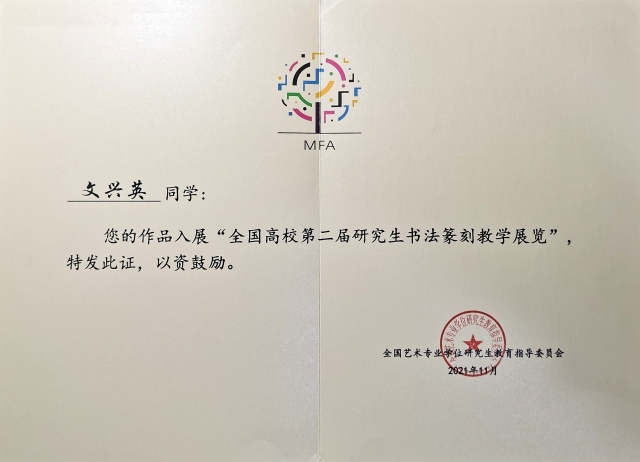 MFA
文兴英 同学：
您的作品入展“全国高校第二届研究生书法篆刻教学展览”，
特发此证，以资鼓励。
全国艺术专业学位研究生教育指导委员会
2021年11月